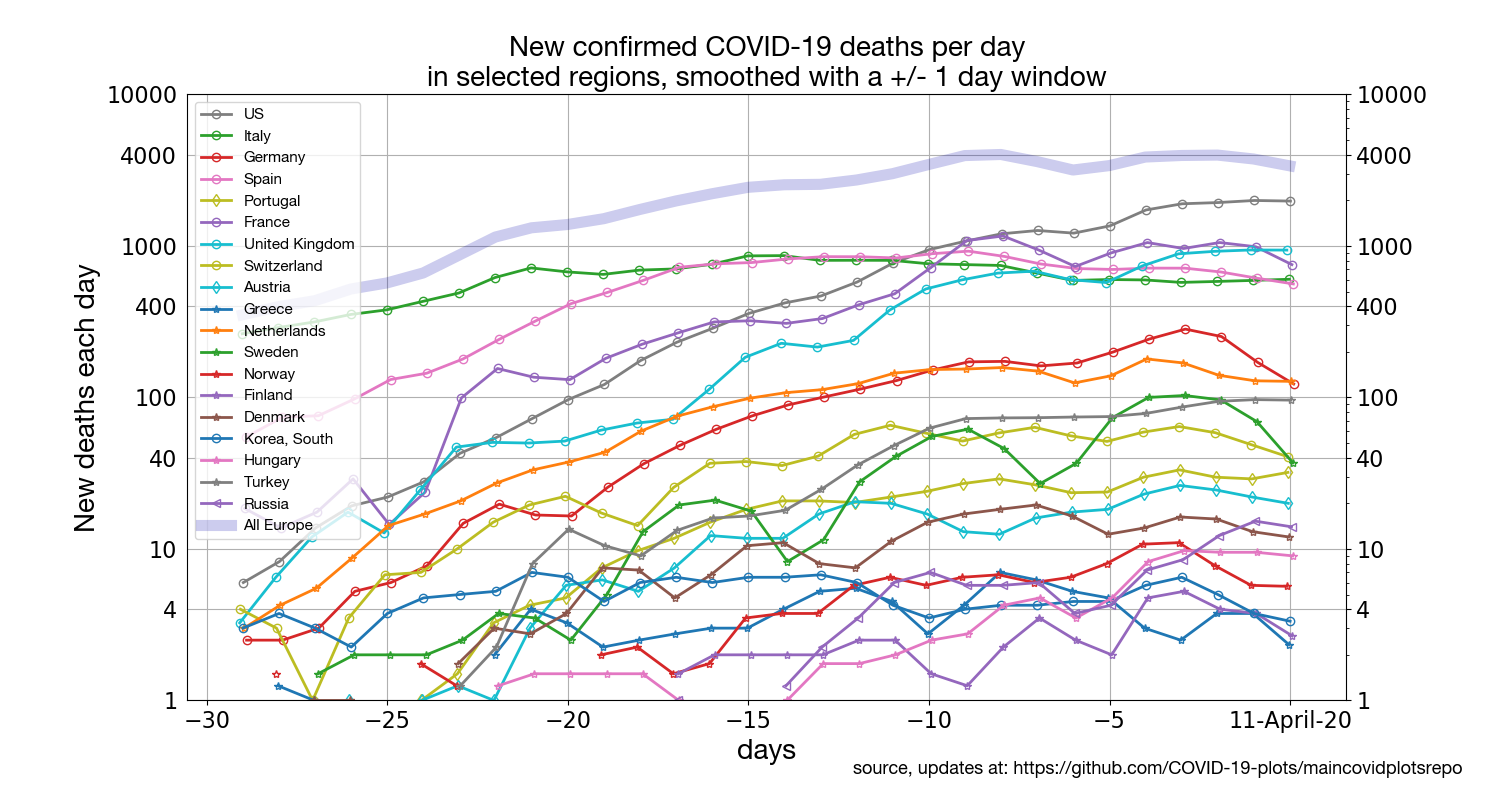 New confirmed COVID-19 deaths per day
in selected regions, smoothed with a +/- 1 day window
10000
4000
1000
400
100
40
10
4
1
New deaths each day
US
Italy
Germany
Spain
Portugal
France
United Kingdom
Switzerland
Austria
Greece
Netherlands
Sweden
Norway
Finland
Denmark
Korea, South
Hungary
Turkey
Russia
All Europe
10000
4000
1000
400
100
40
10
4
1
−30 −25 −20 −15 −10 −5 11-April-20
days
source, updates at: https://github.com/COVID-19-plots/maincovidplotsrepo